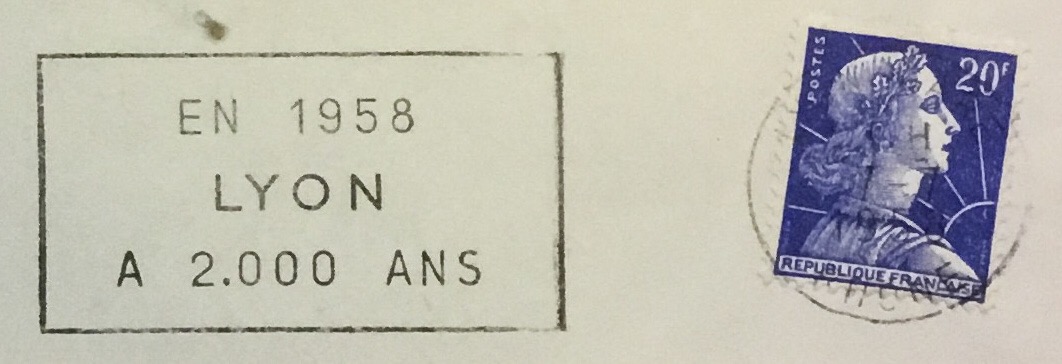 EN 1958
LYON
A 2.000 ANS
POSTES
20F
REPUBLIQUE FRANÇAISE